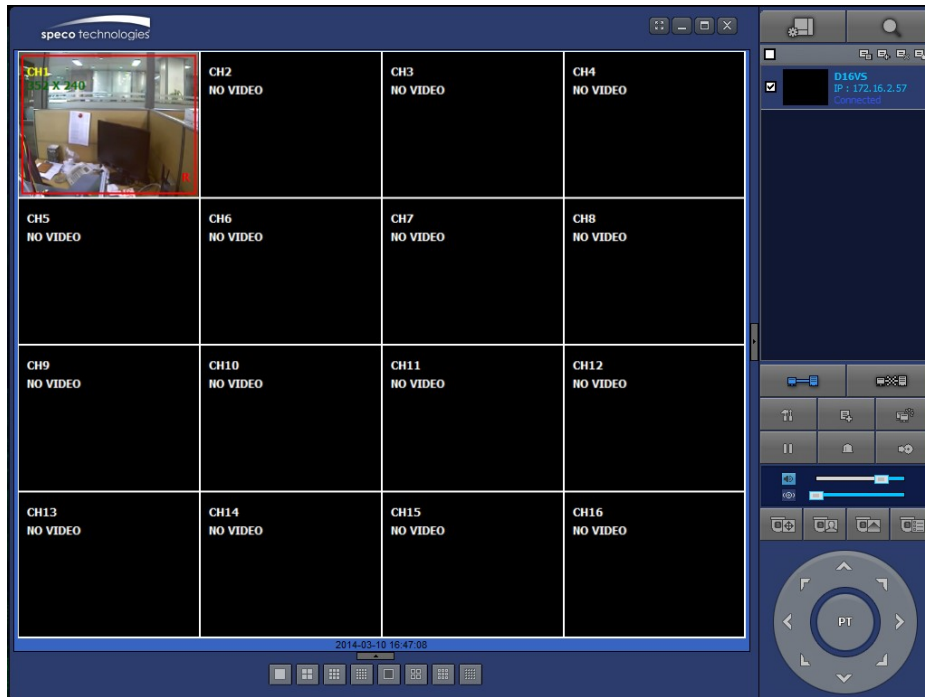 speco technologies
CH1
352 X 240
R
CH2
NO VIDEO
CH3
NO VIDEO
CH4
NO VIDEO
CH5
NO VIDEO
CH6
NO VIDEO
CH7
NO VIDEO
CH8
NO VIDEO
CH9
NO VIDEO
CH10
NO VIDEO
CH11
NO VIDEO
CH12
NO VIDEO
CH13
NO VIDEO
CH14
NO VIDEO
CH15
NO VIDEO
CH16
NO VIDEO
2014-03-10 16:47:08
D16VS
IP : 172.16.2.57
Connected
PT